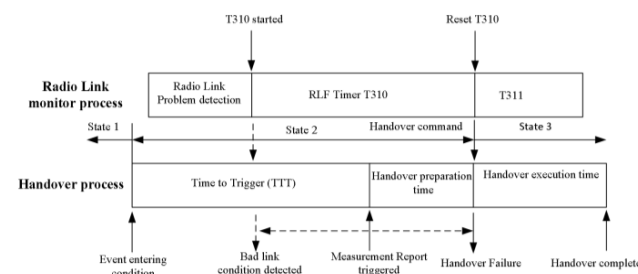 T310 started
Reset T310
Radio Link
monitor process
Radio Link
Problem detection
RLF Timer T310
T311
State 1
State 2
Handover command
State 3
Handover process
Time to Trigger (TTT)
Handover preparation
time
Handover execution time
Event entering
condition
Bad link
condition detected
Measurement Report
triggered
Handover Failure
Handover complete